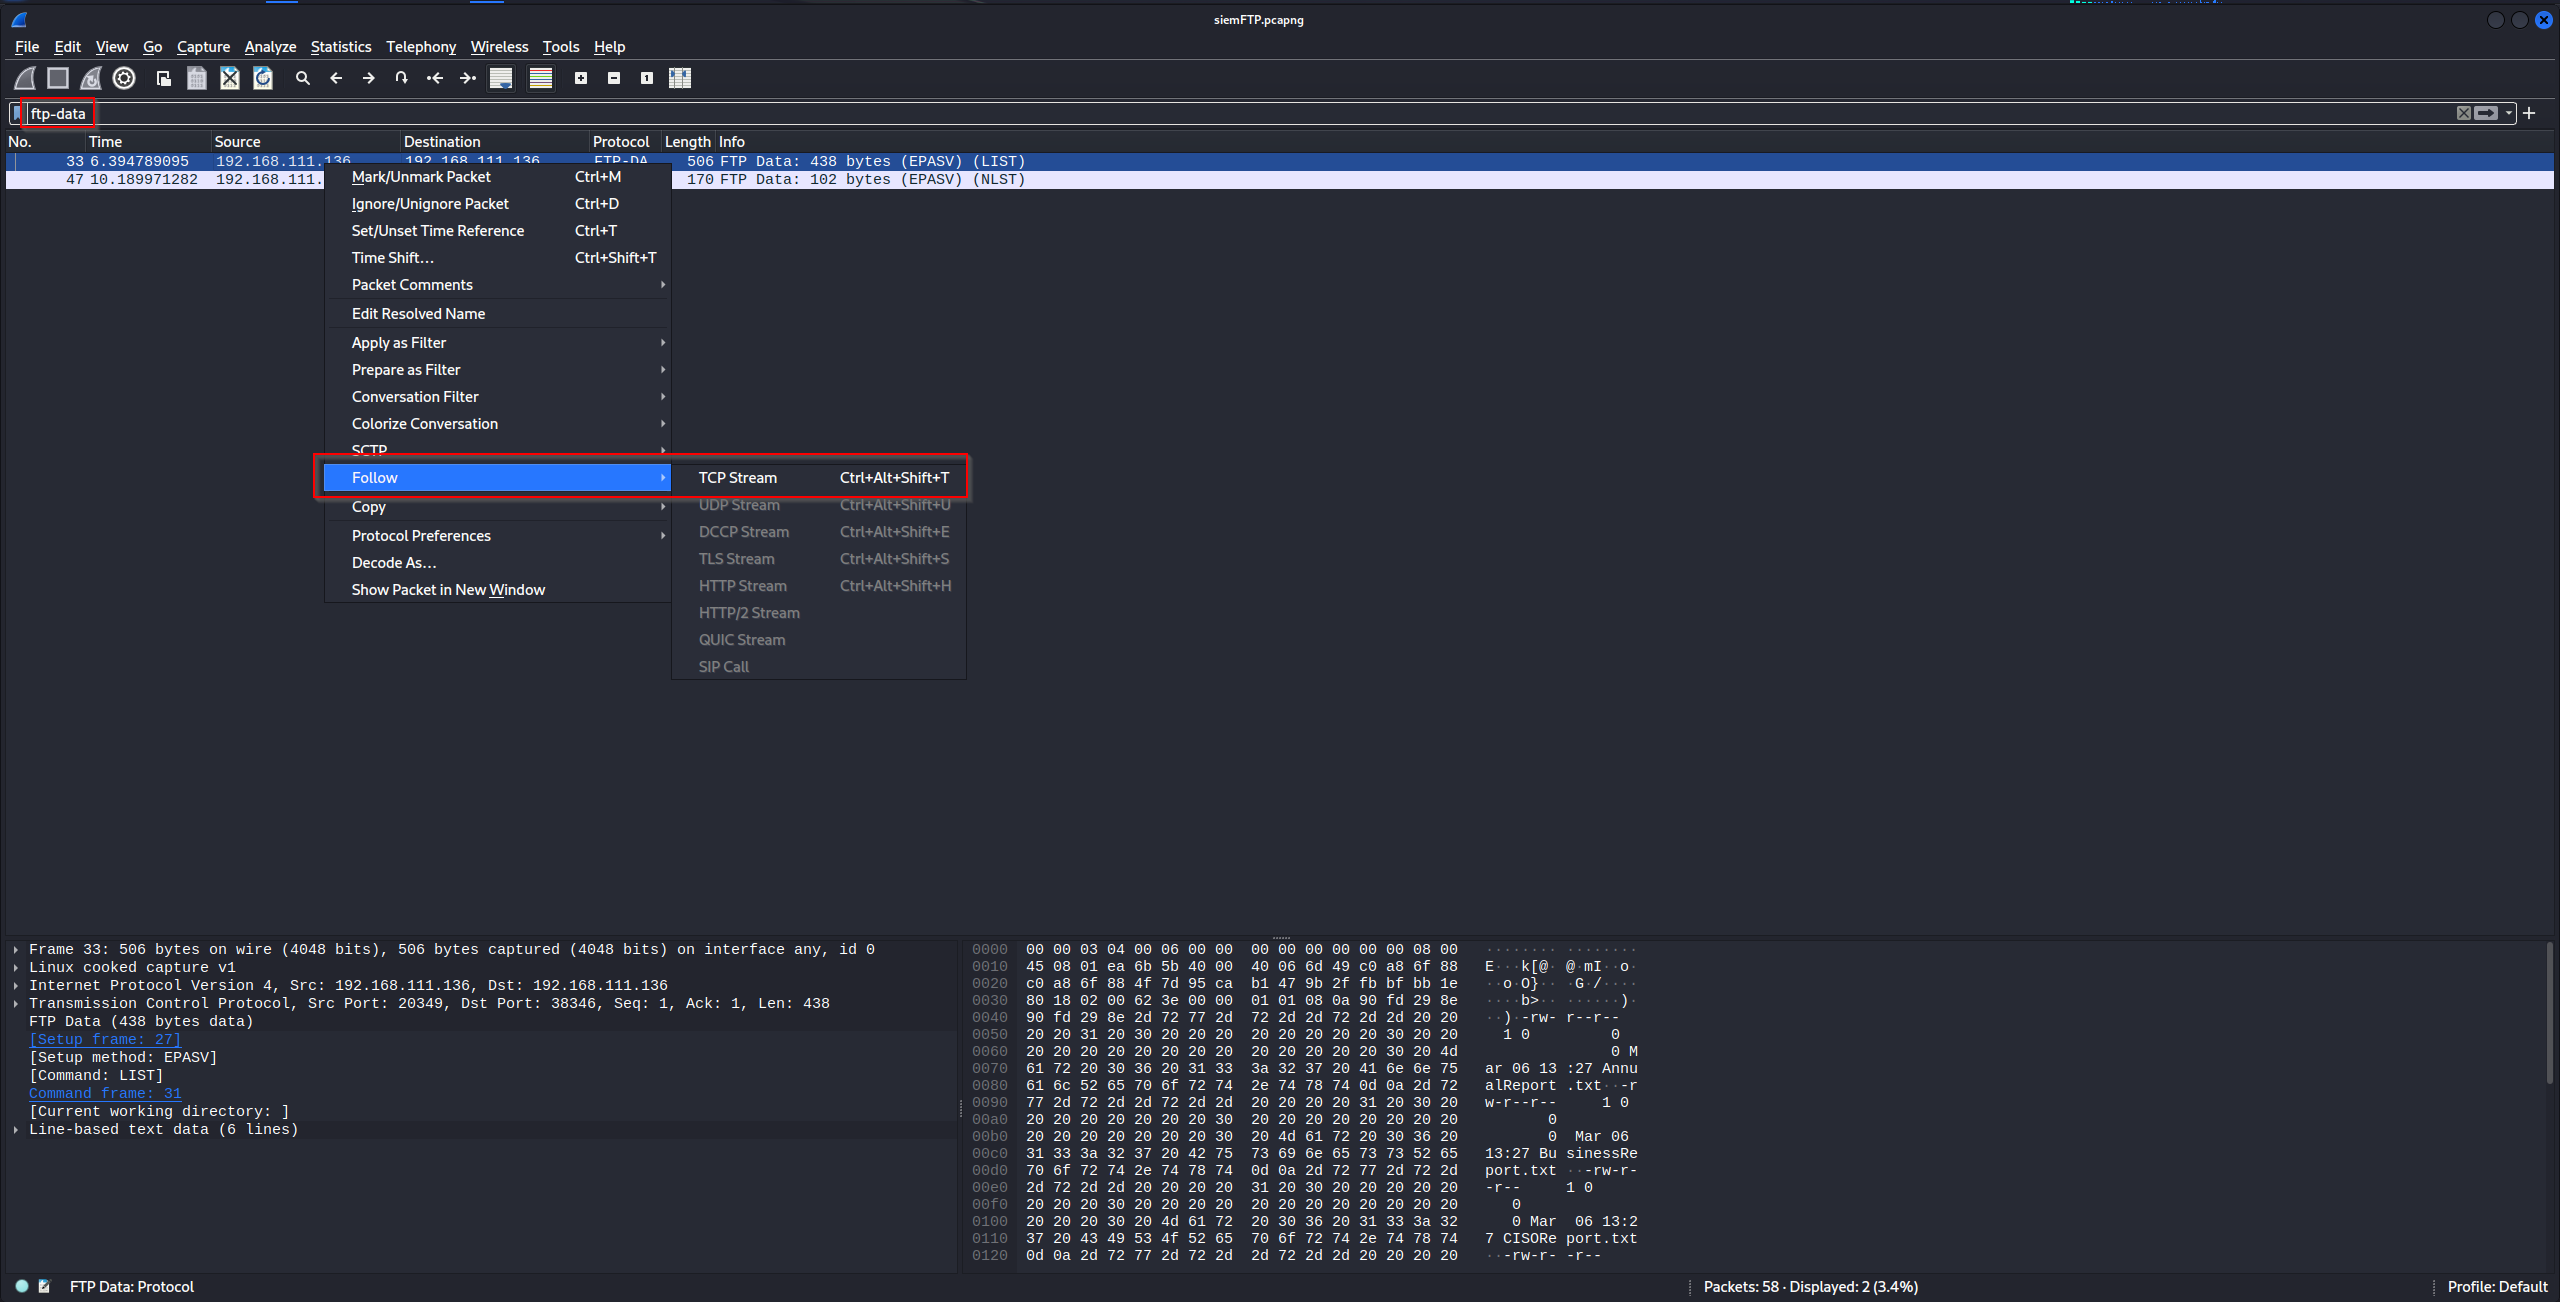 siemFTP.pcapng
File Edit View Go Capture Analyze Statistics Telephony Wireless Tools Help
ftp-data
No. Time Source Destination Protocol Length Info
33 6.394789095 192.168.111.136 192.168.111.136 FTP-DA 506 FTP Data: 438 bytes (EPASV) (LIST)
47 10.189971282 192.168.111. 170 FTP Data: 102 bytes (EPASV) (NLST)
Mark/Unmark Packet Ctrl+M
Ignore/Unignore Packet Ctrl+D
Set/Unset Time Reference Ctrl+T
Time Shift... Ctrl+Shift+T
Packet Comments
Edit Resolved Name
Apply as Filter
Prepare as Filter
Conversation Filter
Colorize Conversation
SCTP
Follow TCP Stream Ctrl+Alt+Shift+T
UDP Stream Ctrl+Alt+Shift+U
Copy
DCCP Stream Ctrl+Alt+Shift+E
Protocol Preferences
TLS Stream Ctrl+Alt+Shift+S
Decode As...
HTTP Stream Ctrl+Alt+Shift+H
Show Packet in New Window
HTTP/2 Stream
QUIC Stream
SIP Call
Frame 33: 506 bytes on wire (4048 bits), 506 bytes captured (4048 bits) on interface any, id 0
Linux cooked capture v1
Internet Protocol Version 4, Src: 192.168.111.136, Dst: 192.168.111.136
Transmission Control Protocol, Src Port: 20349, Dst Port: 38346, Seq: 1, Ack: 1, Len: 438
FTP Data (438 bytes data)
[Setup frame: 27]
[Setup method: EPASV]
[Command: LIST]
Command frame: 31
[Current working directory: ]
Line-based text data (6 lines)
0000 00 00 03 04 00 06 00 00 00 00 00 00 00 00 08 00 ········ ········
0010 45 08 01 ea 6b 5b 40 00 40 06 6d 49 c0 a8 6f 88 E···k[@· @·mI··o·
0020 c0 a8 6f 88 4f 7d 95 ca b1 47 9b 2f fb bf bb 1e ··o·O}·· ·G·/····
0030 80 18 02 00 62 3e 00 00 01 01 08 0a 90 fd 29 8e ····b>·· ······)·
0040 90 fd 29 8e 2d 72 77 2d 72 2d 2d 72 2d 2d 20 20 ··)·-rw- r--r--
0050 20 20 31 20 30 20 20 20 20 20 20 20 20 30 20 20 1 0 0
0060 20 20 20 20 20 20 20 20 20 20 20 20 20 30 20 4d 0 M
0070 61 72 20 30 36 20 31 33 3a 32 37 20 41 6e 6e 75 ar 06 13 :27 Annu
0080 61 6c 52 65 70 6f 72 74 2e 74 78 74 0d 0a 2d 72 alReport .txt··-r
0090 77 2d 72 2d 2d 72 2d 2d 20 20 20 20 31 20 30 20 w-r--r-- 1 0
00a0 20 20 20 20 20 20 20 30 20 20 20 20 20 20 20 20 0
00b0 20 20 20 20 20 20 20 30 20 4d 61 72 20 30 36 20 0 Mar 06
00c0 31 33 3a 32 37 20 42 75 73 69 6e 65 73 73 52 65 13:27 Bu sinessRe
00d0 70 6f 72 74 2e 74 78 74 0d 0a 2d 72 77 2d 72 2d port.txt ··-rw-r-
00e0 2d 72 2d 2d 20 20 20 20 31 20 30 20 20 20 20 20 -r-- 1 0
00f0 20 20 20 30 20 20 20 20 20 20 20 20 20 20 20 20 0
0100 20 20 20 30 20 4d 61 72 20 30 36 20 31 33 3a 32 0 Mar 06 13:2
0110 37 20 43 49 53 4f 52 65 70 6f 72 74 2e 74 78 74 7 CISORe port.txt
0120 0d 0a 2d 72 77 2d 72 2d 2d 72 2d 2d 20 20 20 20 ··-rw-r- -r--
FTP Data: Protocol Packets: 58 · Displayed: 2 (3.4%) Profile: Default